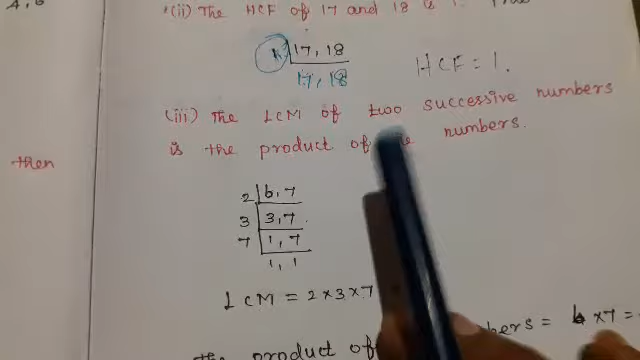 (ii) The HCF of 17 and 18 is 1.
1 | 17, 18
17, 18
HCF = 1.
(iii) The LCM of two successive numbers
is the product of numbers.
then
2 | 6, 7
3 | 3, 7
7 | 1, 7
1, 1
LCM = 2 × 3 × 7
the product of = 6 × 7 =